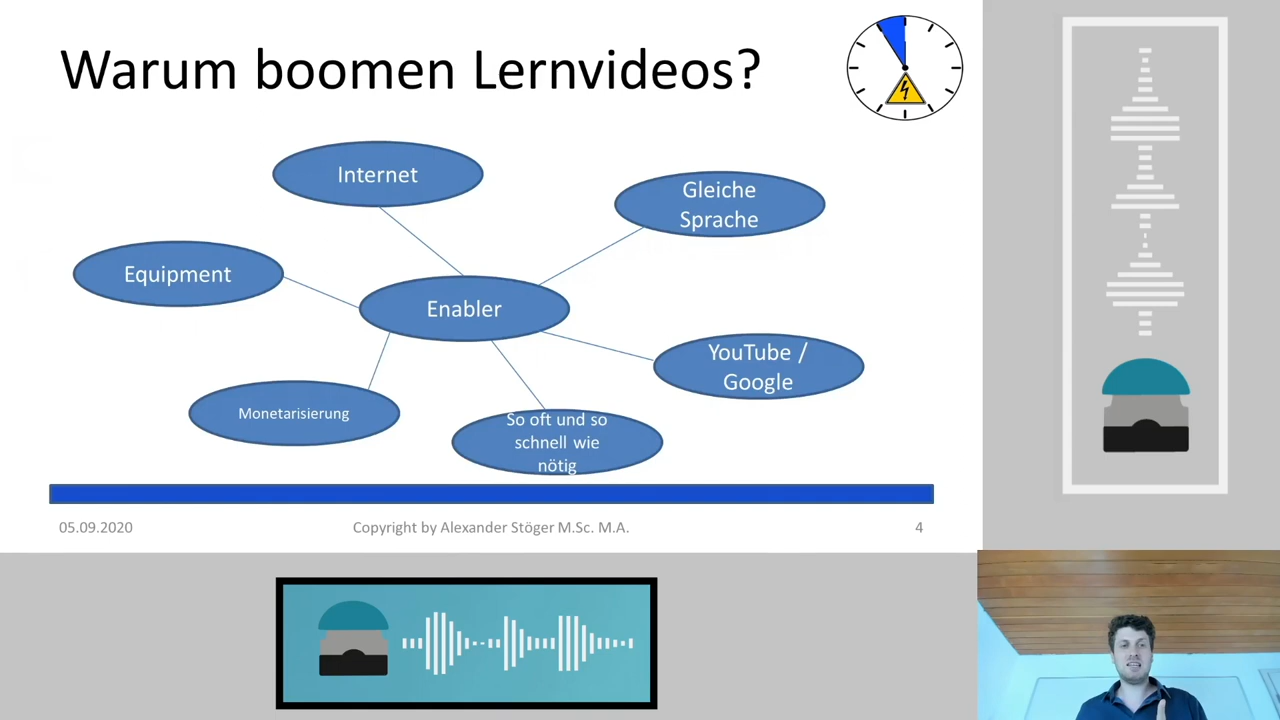 Warum boomen Lernvideos?
Internet
Gleiche
Sprache
Equipment
Enabler
YouTube /
Google
Monetarisierung
So oft und so
schnell wie
nötig
05.09.2020
Copyright by Alexander Stöger M.Sc. M.A.
4